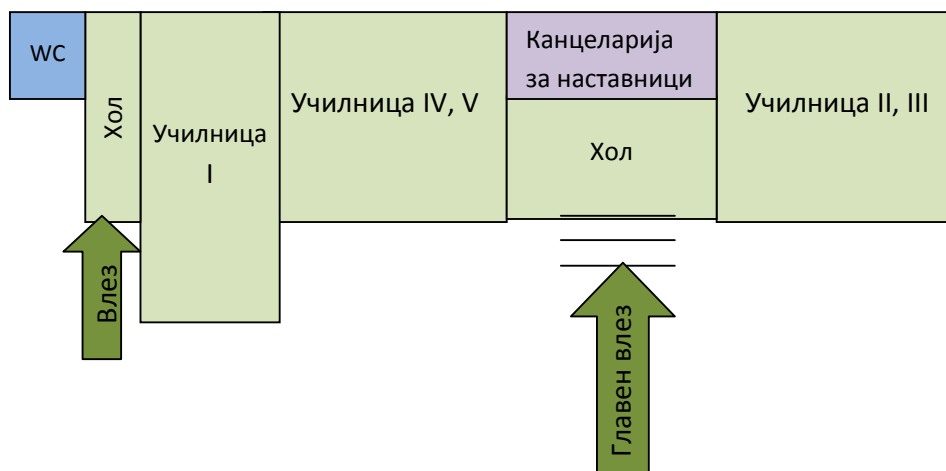 WC
Хол
Училница
I
Училница IV, V
Канцеларија
за наставници
Хол
Училница II, III
Влез
Главен влез